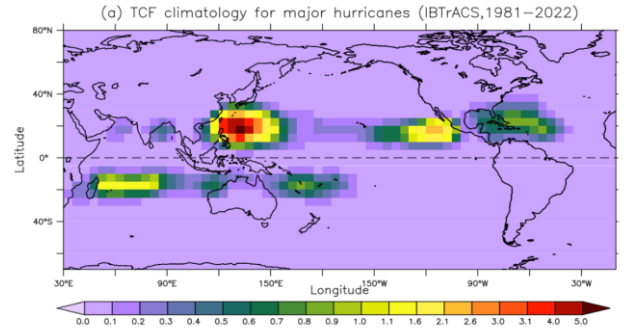 (a) TCF climatology for major hurricanes (IBTrACS,1981−2022)
80°N
40°N
0°
40°S
Latitude
30°E 90°E 150°E 150°W 90°W 30°W
Longitude
0.0 0.1 0.2 0.3 0.4 0.5 0.6 0.7 0.8 0.9 1.0 1.1 1.6 2.1 2.6 3.0 3.1 4.0 5.0